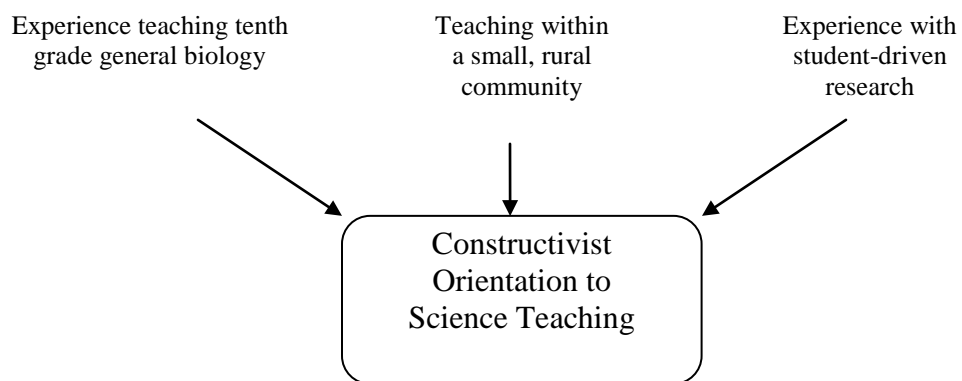 Experience teaching tenth
grade general biology
Teaching within
a small, rural
community
Experience with
student-driven
research
Constructivist
Orientation to
Science Teaching